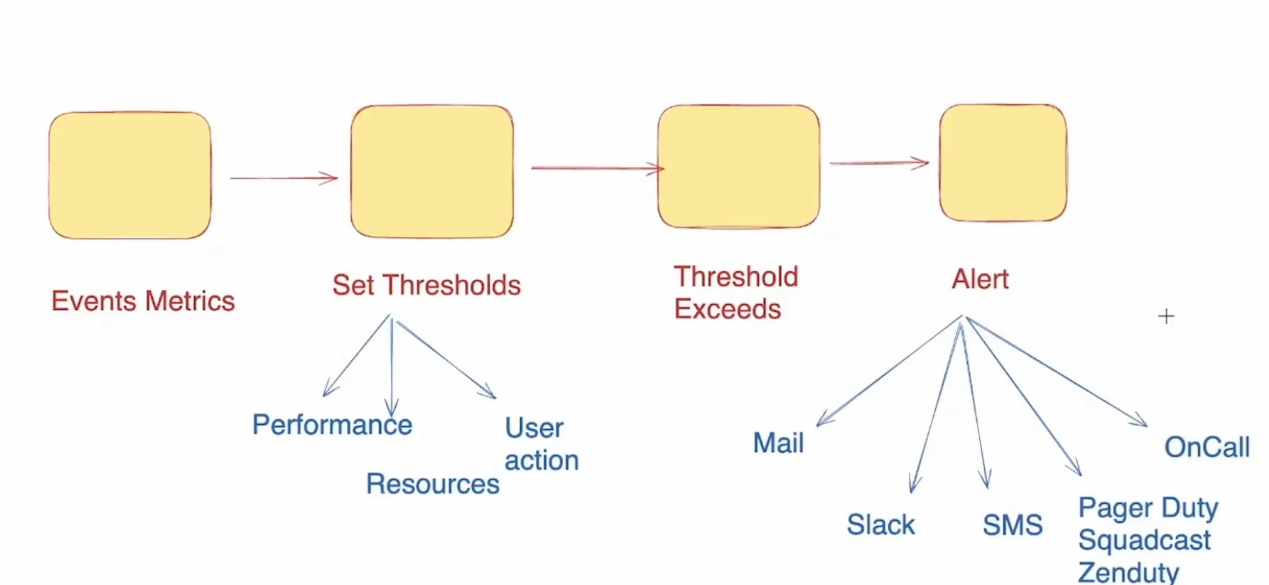 Events Metrics
Set Thresholds
Threshold
Exceeds
Alert
Performance
Resources
User
action
Mail
Slack
SMS
Pager Duty
Squadcast
Zenduty
OnCall